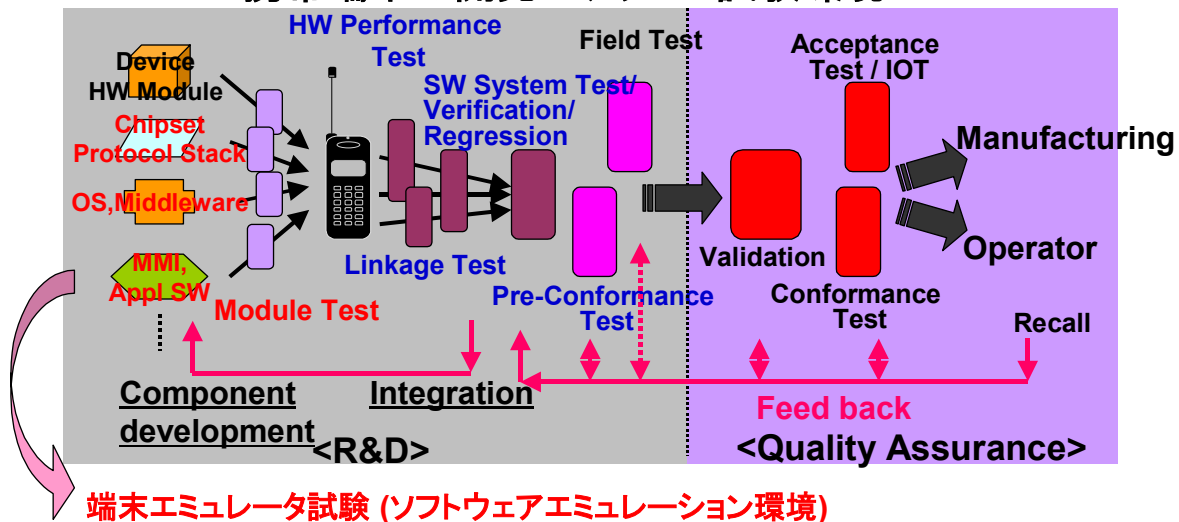 HW Performance
Test
Field Test
Acceptance
Test / IOT
Device
HW Module
SW System Test/
Verification/
Regression
Chipset
Protocol Stack
Manufacturing
OS,Middleware
Operator
MMI,
Appl SW
Linkage Test
Validation
Module Test
Pre-Conformance
Test
Conformance
Test
Recall
Component
development
Integration
Feed back
<R&D>
<Quality Assurance>
端末エミュレータ試験 (ソフトウェアエミュレーション環境)